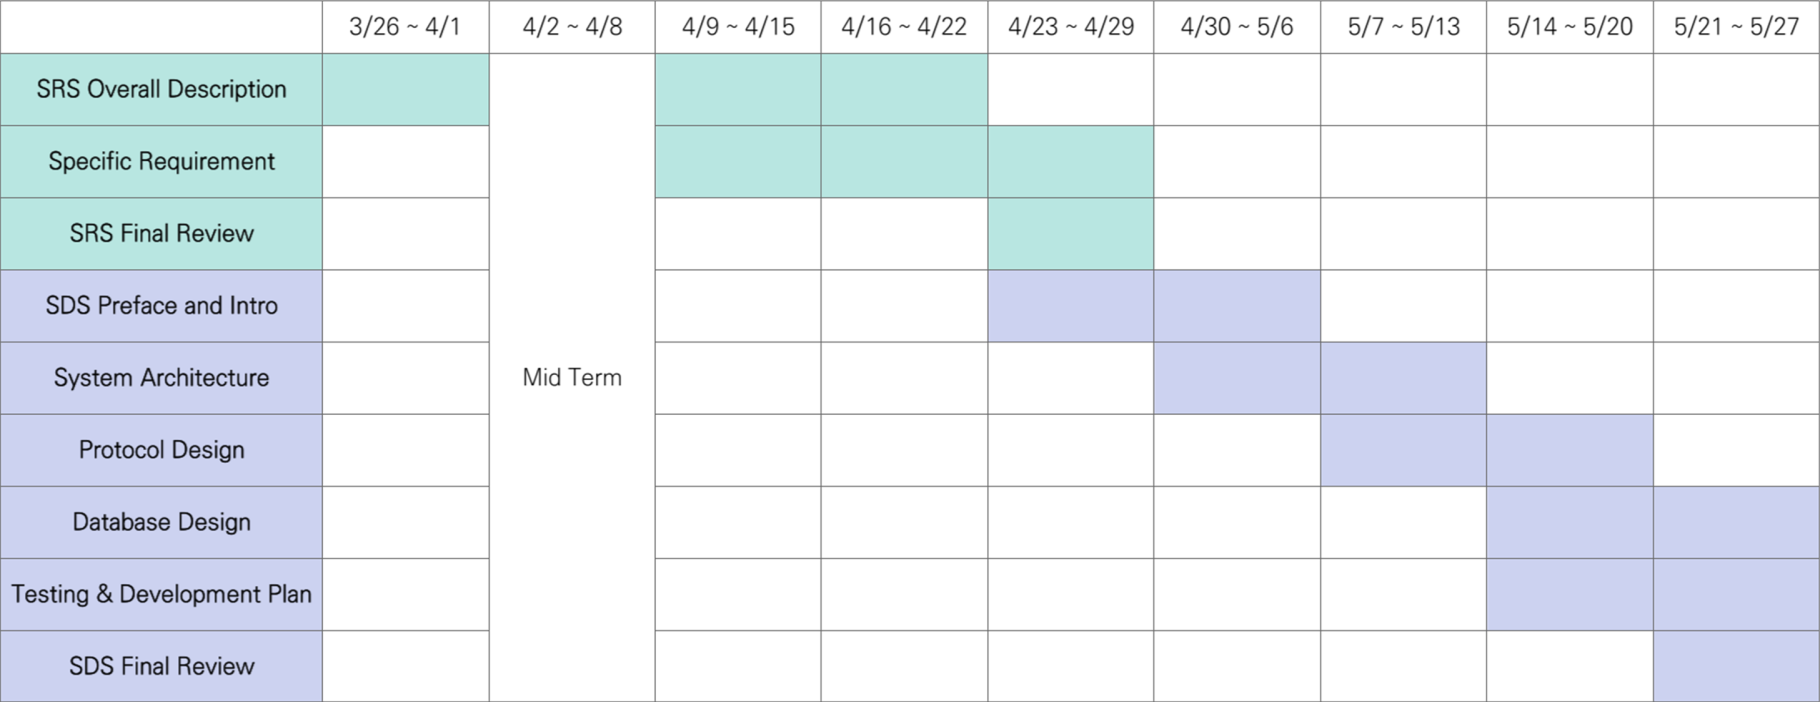 3/26 ~ 4/1 4/2 ~ 4/8 4/9 ~ 4/15 4/16 ~ 4/22 4/23 ~ 4/29 4/30 ~ 5/6 5/7 ~ 5/13 5/14 ~ 5/20 5/21 ~ 5/27
SRS Overall Description
Specific Requirement
SRS Final Review
SDS Preface and Intro
System Architecture Mid Term
Protocol Design
Database Design
Testing & Development Plan
SDS Final Review